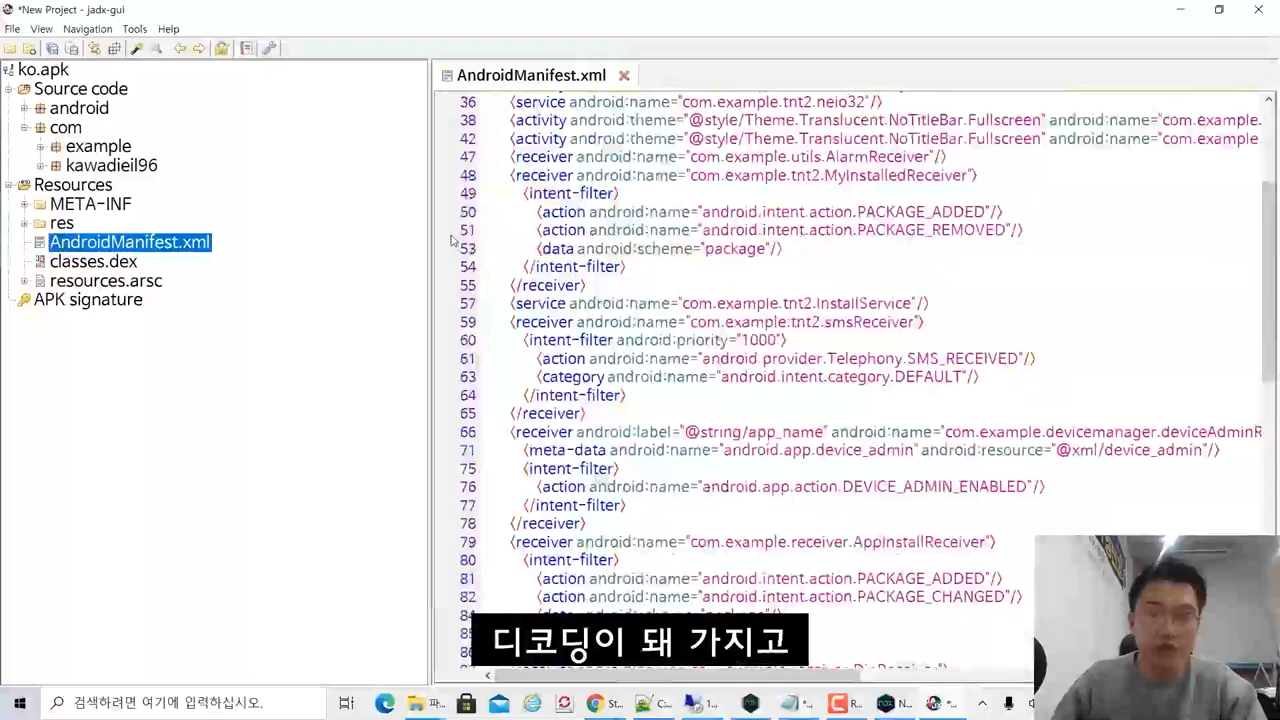 *New Project - jadx-gui
File View Navigation Tools Help
ko.apk
Source code
android
com
example
kawadieil96
Resources
META-INF
res
AndroidManifest.xml
classes.dex
resources.arsc
APK signature
AndroidManifest.xml
36 <service android:name="com.example.tnt2.neio32"/>
38 <activity android:theme="@style/Theme.Translucent.NoTitleBar.Fullscreen" android:name="com.example.
42 <activity android:theme="@style/Theme.Translucent.NoTitleBar.Fullscreen" android:name="com.example.
47 <receiver android:name="com.example.utils.AlarmReceiver"/>
48 <receiver android:name="com.example.tnt2.MyInstalledReceiver">
49 <intent-filter>
50 <action android:name="android.intent.action.PACKAGE_ADDED"/>
51 <action android:name="android.intent.action.PACKAGE_REMOVED"/>
53 <data android:scheme="package"/>
54 </intent-filter>
55 </receiver>
57 <service android:name="com.example.tnt2.InstallService"/>
59 <receiver android:name="com.example.tnt2.smsReceiver">
60 <intent-filter android:priority="1000">
61 <action android:name="android.provider.Telephony.SMS_RECEIVED"/>
63 <category android:name="android.intent.category.DEFAULT"/>
64 </intent-filter>
65 </receiver>
66 <receiver android:label="@string/app_name" android:name="com.example.devicemanager.deviceAdminR
71 <meta-data android:name="android.app.device_admin" android:resource="@xml/device_admin"/>
75 <intent-filter>
76 <action android:name="android.app.action.DEVICE_ADMIN_ENABLED"/>
77 </intent-filter>
78 </receiver>
79 <receiver android:name="com.example.receiver.AppInstallReceiver">
80 <intent-filter>
81 <action android:name="android.intent.action.PACKAGE_ADDED"/>
82 <action android:name="android.intent.action.PACKAGE_CHANGED"/>
디코딩이 돼 가지고
검색하려면 여기에 입력하십시오.